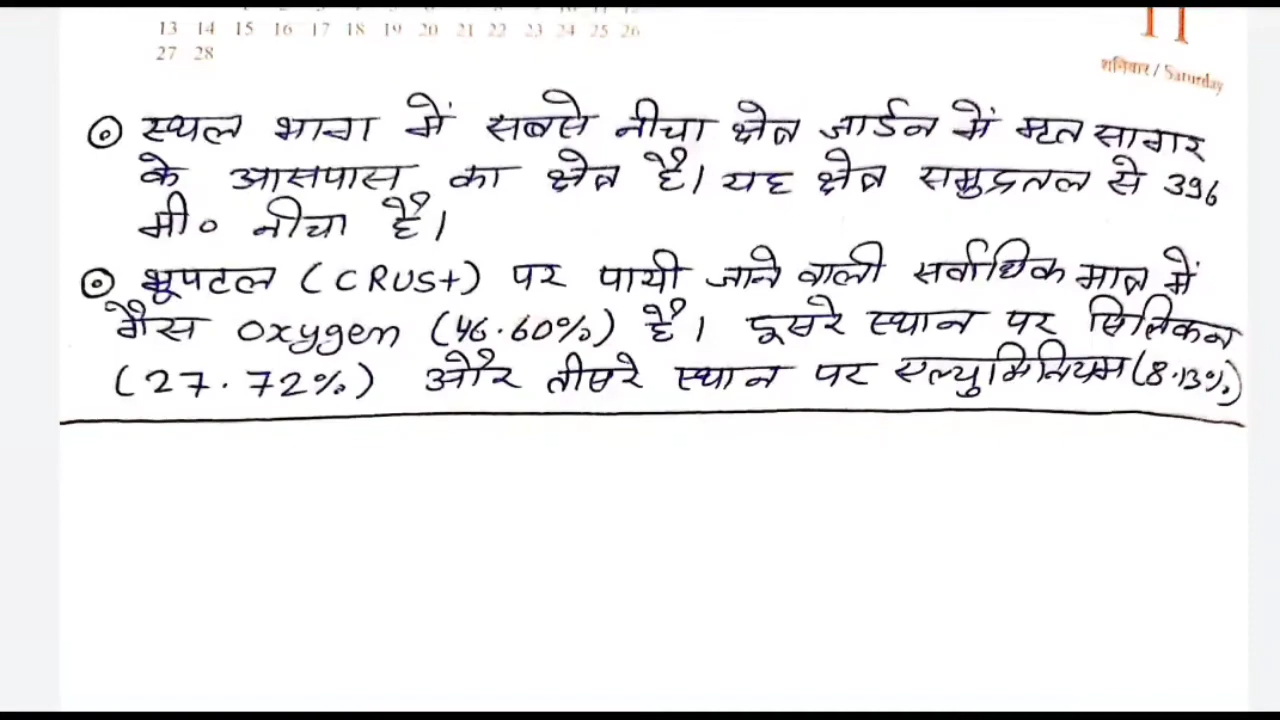 13 14 15 16 17 18 19 20 21 22 23 24 25 26
27 28
11
शनिवार / Saturday
⊙ स्थल भाग में सबसे नीचा क्षेत्र जार्डन में मृत सागर
के आसपास का क्षेत्र है। यह क्षेत्र समुद्रतल से 396
मी० नीचा है।
⊙ भूपटल (CRUST) पर पायी जाने वाली सर्वाधिक मात्र में
गैस Oxygen (46.60%) है। दूसरे स्थान पर सिलिकन
(27.72%) और तीसरे स्थान पर एल्युमिनियम (8.13%)